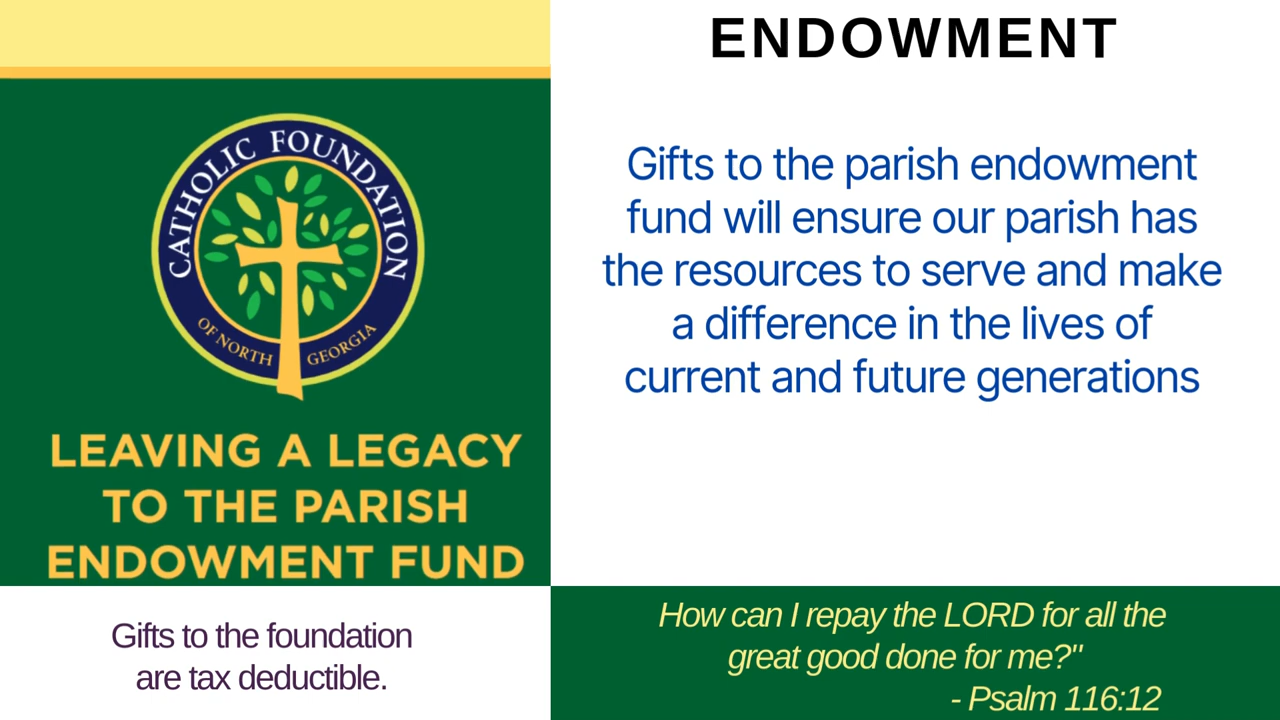 CATHOLIC FOUNDATION
OF NORTH GEORGIA
LEAVING A LEGACY
TO THE PARISH
ENDOWMENT FUND
Gifts to the foundation
are tax deductible.
ENDOWMENT
Gifts to the parish endowment
fund will ensure our parish has
the resources to serve and make
a difference in the lives of
current and future generations
How can I repay the LORD for all the
great good done for me?"
- Psalm 116:12